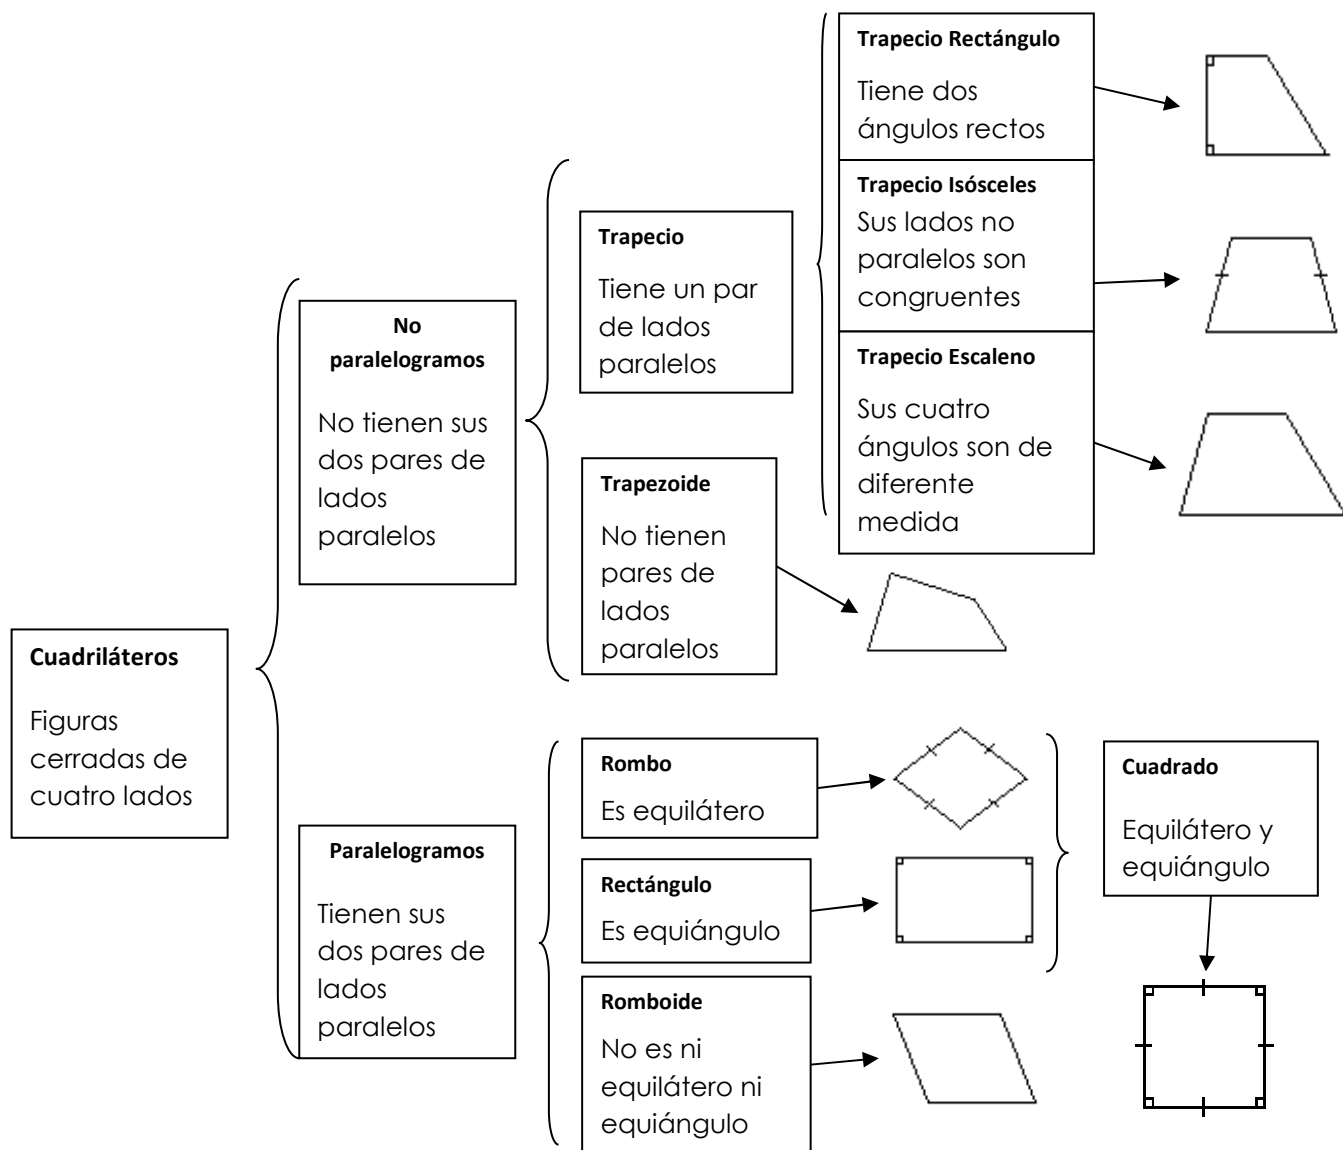 Cuadriláteros
Figuras
cerradas de
cuatro lados
No
paralelogramos
No tienen sus
dos pares de
lados
paralelos
Trapecio
Tiene un par
de lados
paralelos
Trapecio Rectángulo
Tiene dos
ángulos rectos
Trapecio Isósceles
Sus lados no
paralelos son
congruentes
Trapecio Escaleno
Sus cuatro
ángulos son de
diferente
medida
Trapezoide
No tienen
pares de
lados
paralelos
Paralelogramos
Tienen sus
dos pares de
lados
paralelos
Rombo
Es equilátero
Rectángulo
Es equiángulo
Romboide
No es ni
equilátero ni
equiángulo
Cuadrado
Equilátero y
equiángulo